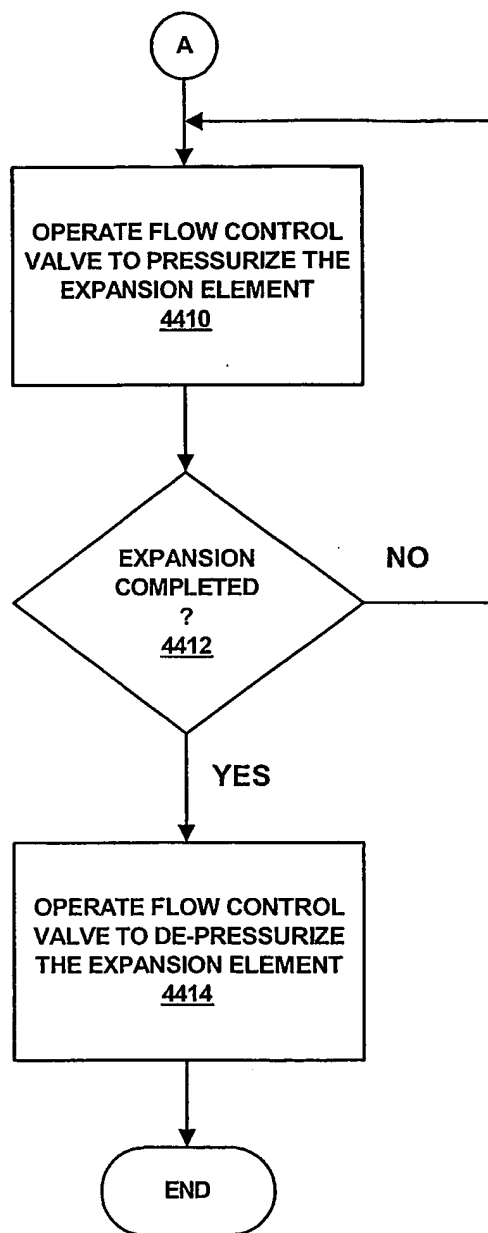 A
OPERATE FLOW CONTROL
VALVE TO PRESSURIZE THE
EXPANSION ELEMENT
4410
EXPANSION
COMPLETED
?
4412
NO
YES
OPERATE FLOW CONTROL
VALVE TO DE-PRESSURIZE
THE EXPANSION ELEMENT
4414
END